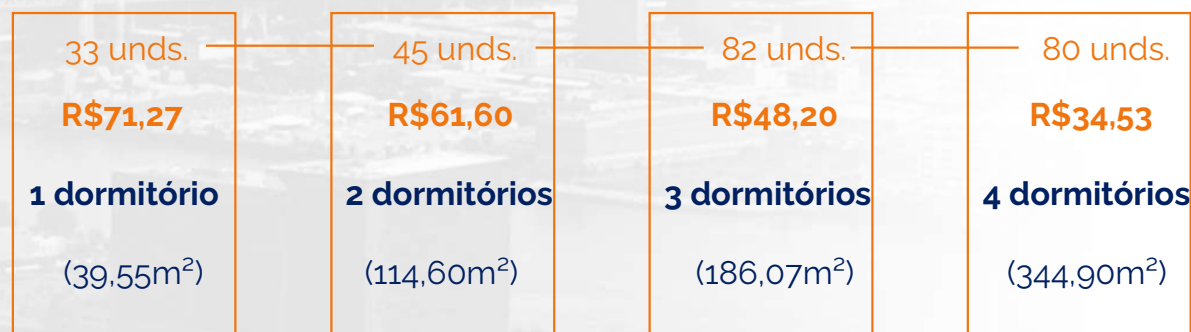 33 unds.
R$71,27
1 dormitório
(39,55m²)
45 unds.
R$61,60
2 dormitórios
(114,60m²)
82 unds.
R$48,20
3 dormitórios
(186,07m²)
80 unds.
R$34,53
4 dormitórios
(344,90m²)